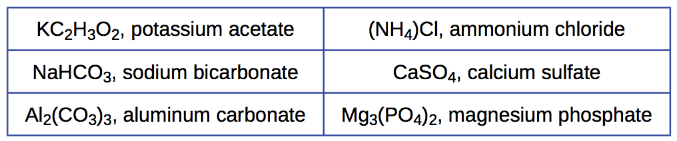 KC₂H₃O₂, potassium acetate
(NH₄)Cl, ammonium chloride
NaHCO₃, sodium bicarbonate
CaSO₄, calcium sulfate
Al₂(CO₃)₃, aluminum carbonate
Mg₃(PO₄)₂, magnesium phosphate